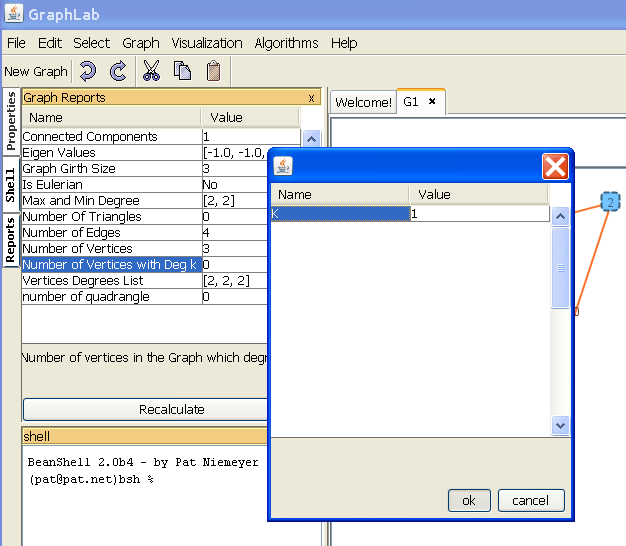 GraphLab
File Edit Select Graph Visualization Algorithms Help
New Graph
Properties
Shell
Reports
Graph Reports x
Name Value
Connected Components 1
Eigen Values [-1.0, -1.0,
Graph Girth Size 3
Is Eulerian No
Max and Min Degree [2, 2]
Number Of Triangles 0
Number of Edges 4
Number of Vertices 3
Number of Vertices with Deg k 0
Vertices Degrees List [2, 2, 2]
number of quadrangle 0
Number of vertices in the Graph which degr
Recalculate
shell
BeanShell 2.0b4 - by Pat Niemeyer
(pat@pat.net)bsh %
Welcome! G1 ×
2
0
Name Value
K 1
ok cancel